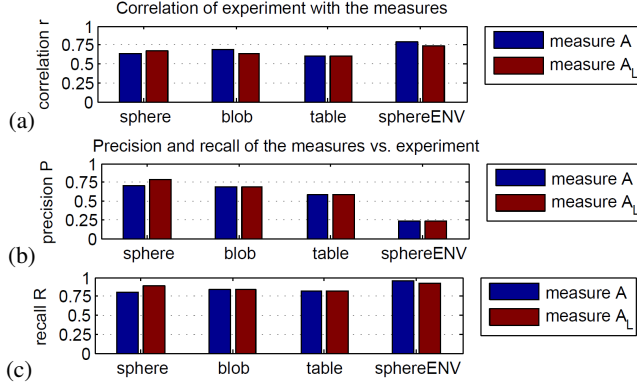 Correlation of experiment with the measures
correlation r
1
0.75
0.5
0.25
0
sphere blob table sphereENV
measure A
measure A_L
(a)
Precision and recall of the measures vs. experiment
precision P
1
0.75
0.5
0.25
0
sphere blob table sphereENV
measure A
measure A_L
(b)
recall R
1
0.75
0.5
0.25
0
sphere blob table sphereENV
measure A
measure A_L
(c)